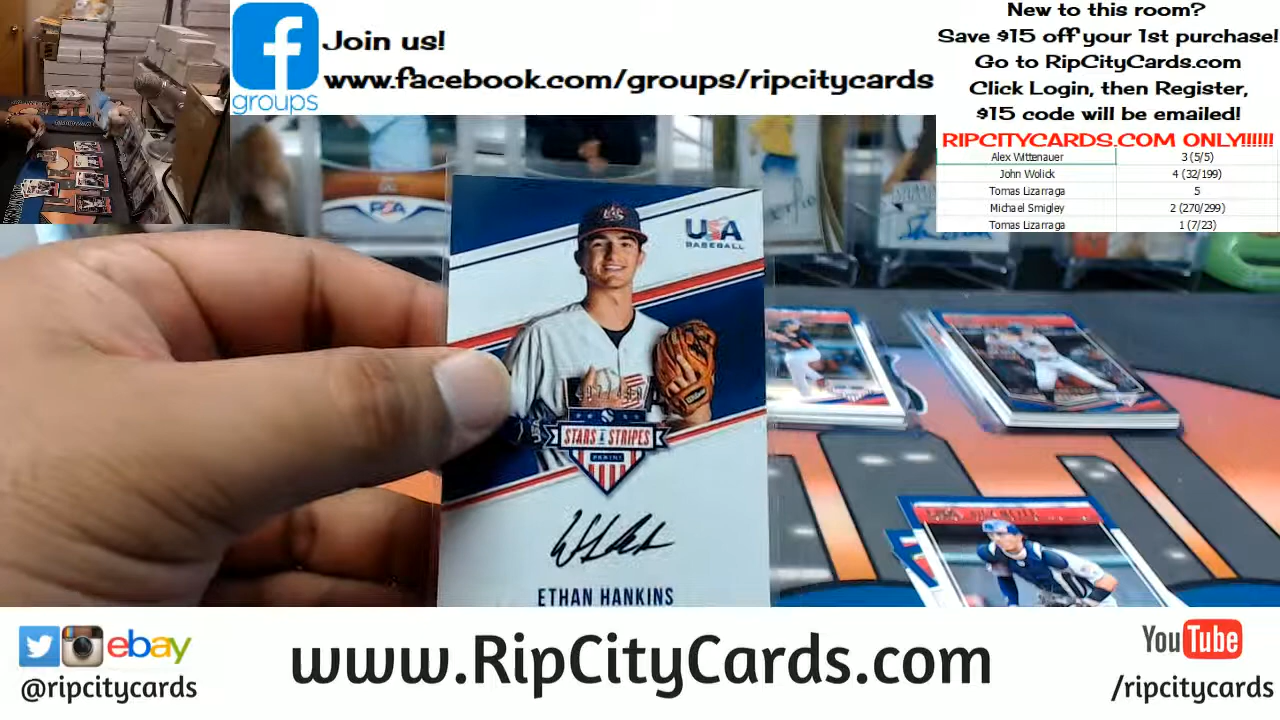 Join us!
www.facebook.com/groups/ripcitycards
groups
New to this room?
Save $15 off your 1st purchase!
Go to RipCityCards.com
Click Login, then Register,
$15 code will be emailed!
RIPCITYCARDS.COM ONLY!!!!!!
Alex Wittenauer 3 (5/5)
John Wolick 4 (32/199)
Tomas Lizarraga 5
Michael Smigley 2 (270/299)
Tomas Lizarraga 1 (7/23)
PSA
USA
BASEBALL
STARS & STRIPES
PANINI
ETHAN HANKINS
ebay
@ripcitycards
www.RipCityCards.com
YouTube
/ripcitycards